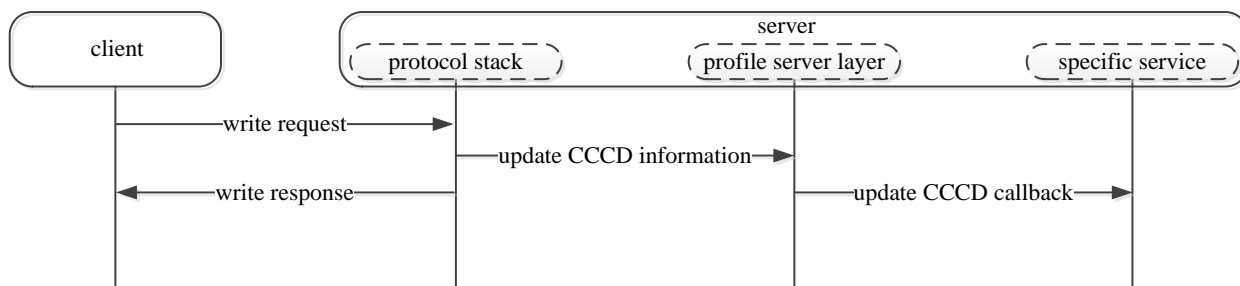 server
client
protocol stack
profile server layer
specific service
write request
update CCCD information
write response
update CCCD callback